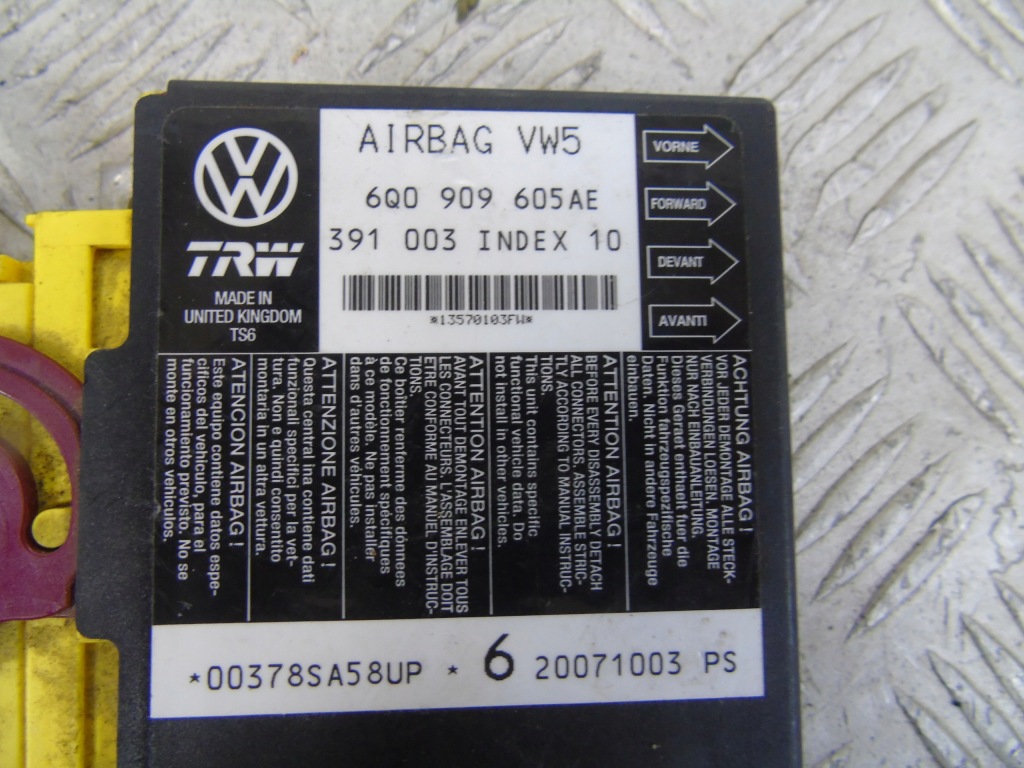 VW
TRW
MADE IN
UNITED KINGDOM
TS6
AIRBAG VW5
6Q0 909 605AE
391 003 INDEX 10
*13570103FW*
VORNE
FORWARD
DEVANT
AVANTI
ACHTUNG AIRBAG!
VOR JEDER DEMONTAGE ALLE STECK-
VERBINDUNGEN LOESEN. MONTAGE
NUR NACH EINBAUANLEITUNG.
Dieses Geraet enthaelt fuer die
Funktion fahrzeugspezifische
Daten. Nicht in andere Fahrzeuge
einbauen.
ATTENTION AIRBAG!
BEFORE EVERY DISASSEMBLY DETACH
ALL CONNECTORS, ASSEMBLE STRIC-
TLY ACCORDING TO MANUAL INSTRUC-
TIONS.
This unit contains specific
functional vehicle data. Do
not install in other vehicles.
ATTENTION AIRBAG!
AVANT TOUT DEMONTAGE ENLEVER TOUS
LES CONNECTEURS. L'ASSEMBLAGE DOIT
ETRE CONFORME AU MANUEL D'INSTRUC-
TIONS.
Ce boîtier renferme des données
de fonctionnement spécifiques
à ce modèle. Ne pas installer
dans d'autres véhicules.
ATTENZIONE AIRBAG!
Questa central ina contiene dati
funzionali specifici per la vet-
tura. Non e quindi consentito
montaria in un altra vettura.
ATENCION AIRBAG!
Este equipo contiene datos espe-
cíficos del vehículo, para el
funcionamiento previsto. No se
monte en otros vehículos.
*00378SA58UP * 6 20071003 PS